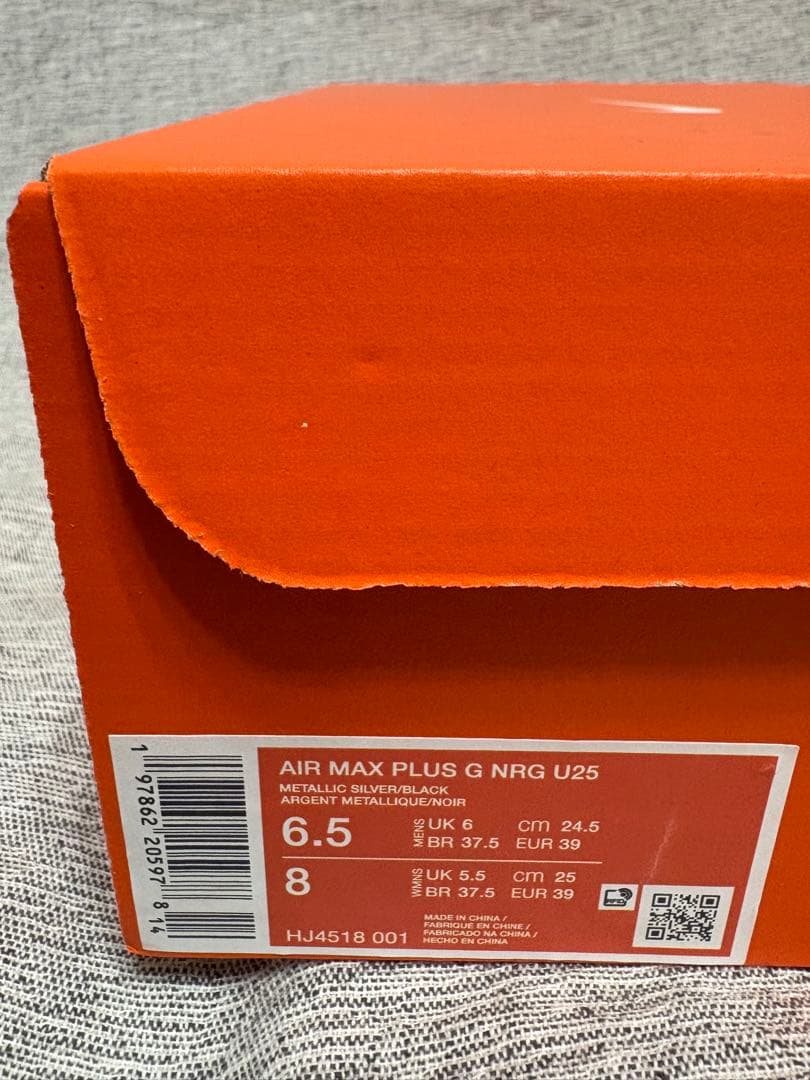 AIR MAX PLUS G NRG U25
METALLIC SILVER/BLACK
ARGENT METALLIQUE/NOIR
6.5
MENS
UK 6 cm 24.5
BR 37.5 EUR 39
8
WMNS
UK 5.5 cm 25
BR 37.5 EUR 39
HJ4518 001
MADE IN CHINA /
FABRIQUE EN CHINE /
FABRICADO NA CHINA /
HECHO EN CHINA
1 97862 20597 8 14